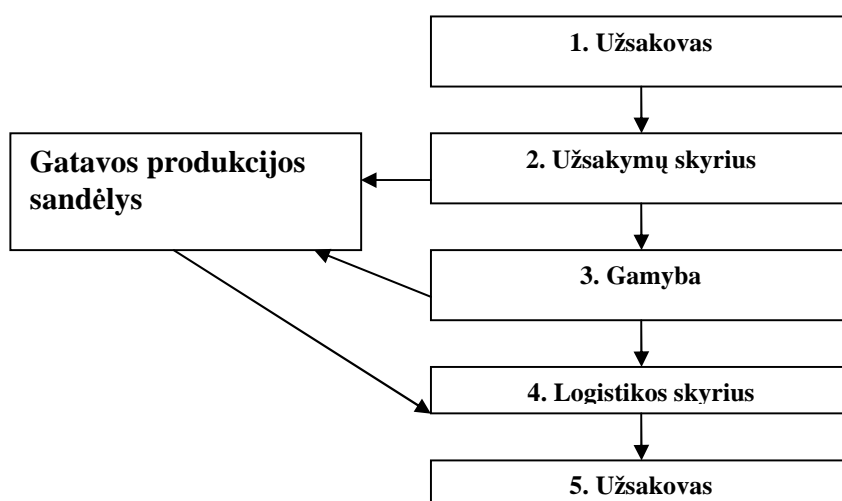 1. Užsakovas
2. Užsakymų skyrius
Gatavos produkcijos
sandėlys
3. Gamyba
4. Logistikos skyrius
5. Užsakovas